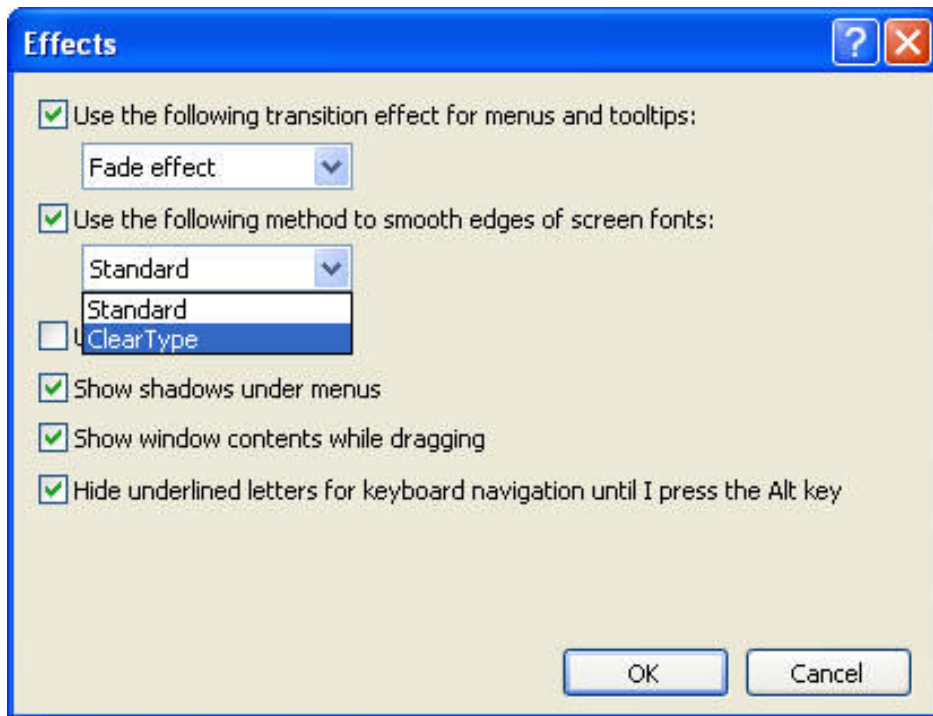 Effects
Use the following transition effect for menus and tooltips:
Fade effect
Use the following method to smooth edges of screen fonts:
Standard
Standard
ClearType
Show shadows under menus
Show window contents while dragging
Hide underlined letters for keyboard navigation until I press the Alt key
OK Cancel